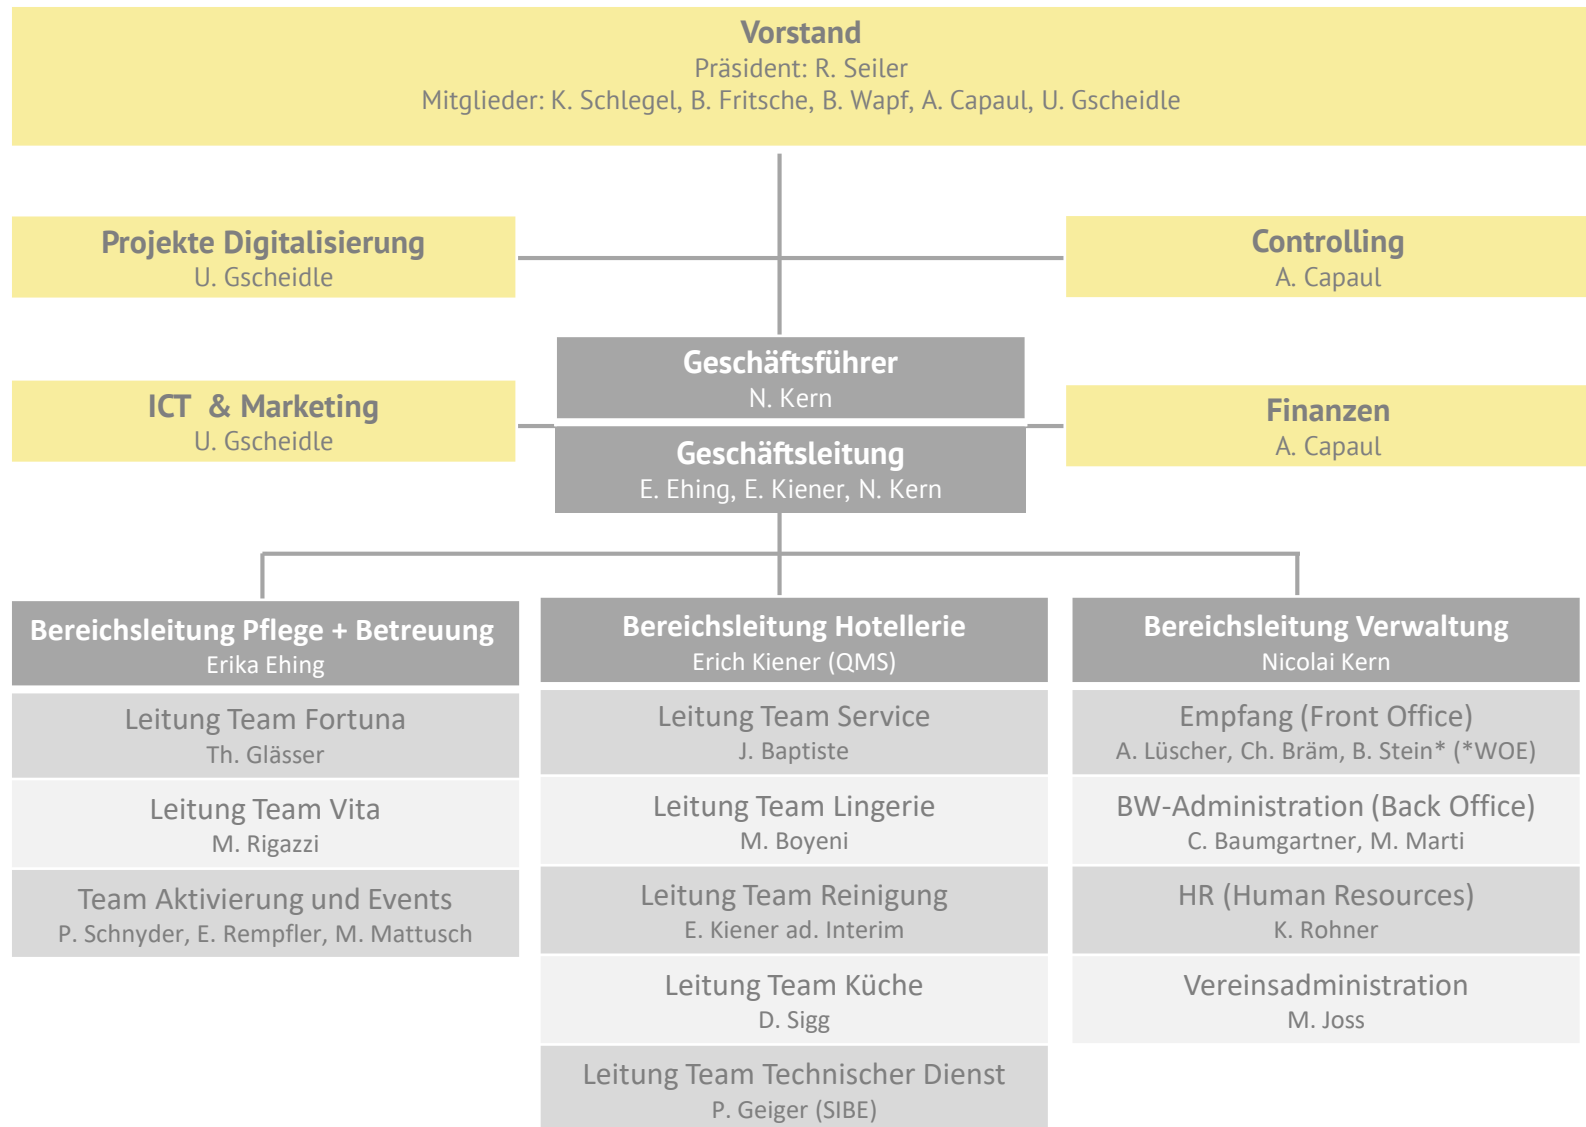 Vorstand
Präsident: R. Seiler
Mitglieder: K. Schlegel, B. Fritsche, B. Wapf, A. Capaul, U. Gscheidle
Projekte Digitalisierung
U. Gscheidle
Controlling
A. Capaul
Geschäftsführer
N. Kern
ICT & Marketing
U. Gscheidle
Finanzen
A. Capaul
Geschäftsleitung
E. Ehing, E. Kiener, N. Kern
Bereichsleitung Pflege + Betreuung
Erika Ehing
Leitung Team Fortuna
Th. Glässer
Leitung Team Vita
M. Rigazzi
Team Aktivierung und Events
P. Schnyder, E. Rempfler, M. Mattusch
Bereichsleitung Hotellerie
Erich Kiener (QMS)
Leitung Team Service
J. Baptiste
Leitung Team Lingerie
M. Boyeni
Leitung Team Reinigung
E. Kiener ad. Interim
Leitung Team Küche
D. Sigg
Leitung Team Technischer Dienst
P. Geiger (SIBE)
Bereichsleitung Verwaltung
Nicolai Kern
Empfang (Front Office)
A. Lüscher, Ch. Bräm, B. Stein* (*WOE)
BW-Administration (Back Office)
C. Baumgartner, M. Marti
HR (Human Resources)
K. Rohner
Vereinsadministration
M. Joss